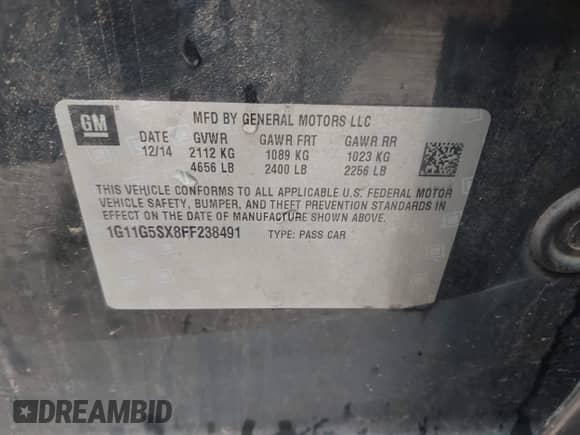 GM
MFD BY GENERAL MOTORS LLC
DATE GVWR GAWR FRT GAWR RR
12/14 2112 KG 1089 KG 1023 KG
4656 LB 2400 LB 2256 LB
THIS VEHICLE CONFORMS TO ALL APPLICABLE U.S. FEDERAL MOTOR
VEHICLE SAFETY, BUMPER, AND THEFT PREVENTION STANDARDS IN
EFFECT ON THE DATE OF MANUFACTURE SHOWN ABOVE.
1G11G5SX8FF238491 TYPE: PASS CAR
DREAMBID